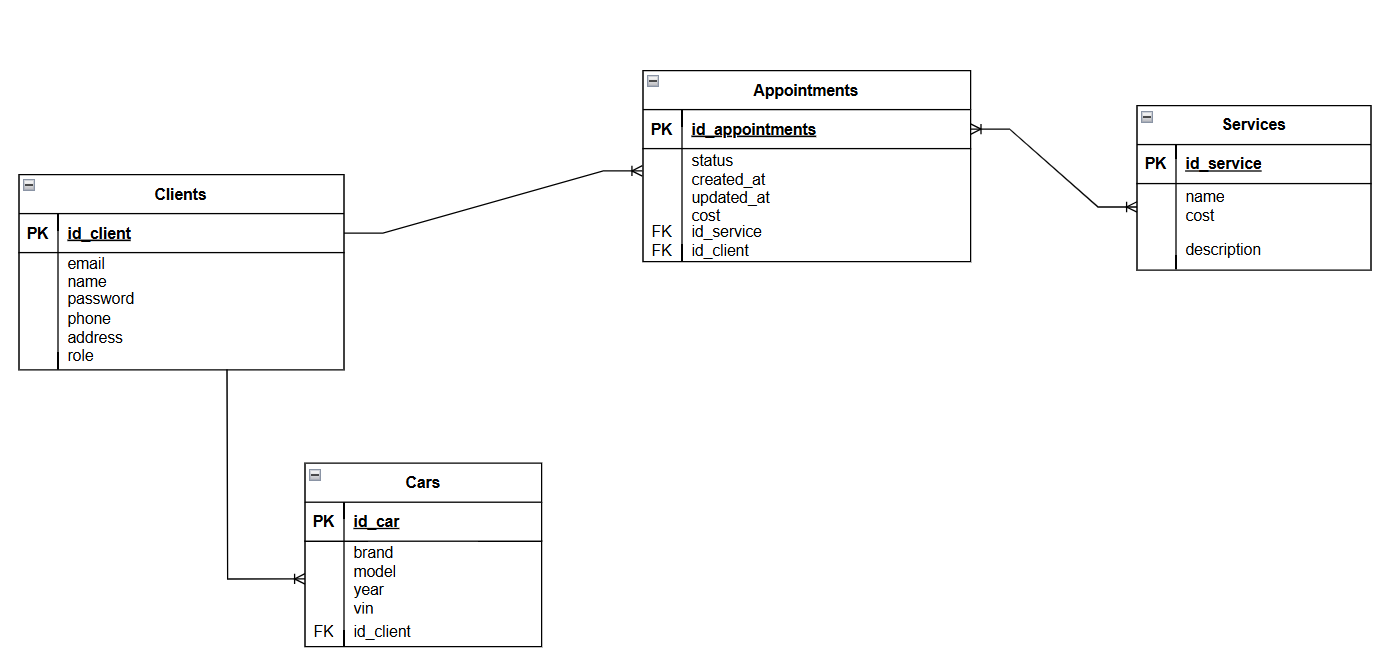 Appointments
PK id_appointments
status
created_at
updated_at
cost
FK id_service
FK id_client
Services
PK id_service
name
cost
description
Clients
PK id_client
email
name
password
phone
address
role
Cars
PK id_car
brand
model
year
vin
FK id_client